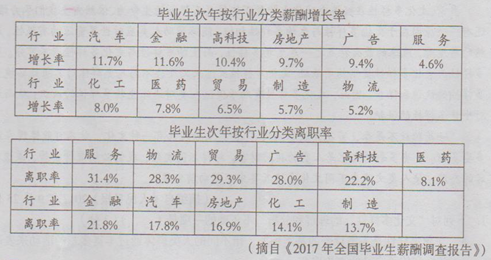 毕业生次年按行业分类薪酬增长率
行 业 汽 车 金 融 高科技 房地产 广 告 服 务
增长率 11.7% 11.6% 10.4% 9.7% 9.4% 4.6%
行 业 化 工 医 药 贸 易 制 造 物 流
增长率 8.0% 7.8% 6.5% 5.7% 5.2%
毕业生次年按行业分类离职率
行 业 服 务 物 流 贸 易 广 告 高科技 医 药
离职率 31.4% 28.3% 29.3% 28.0% 22.2% 8.1%
行 业 金 融 汽 车 房地产 化 工 制 造
离职率 21.8% 17.8% 16.9% 14.1% 13.7%
(摘自《2017年全国毕业生薪酬调查报告》)